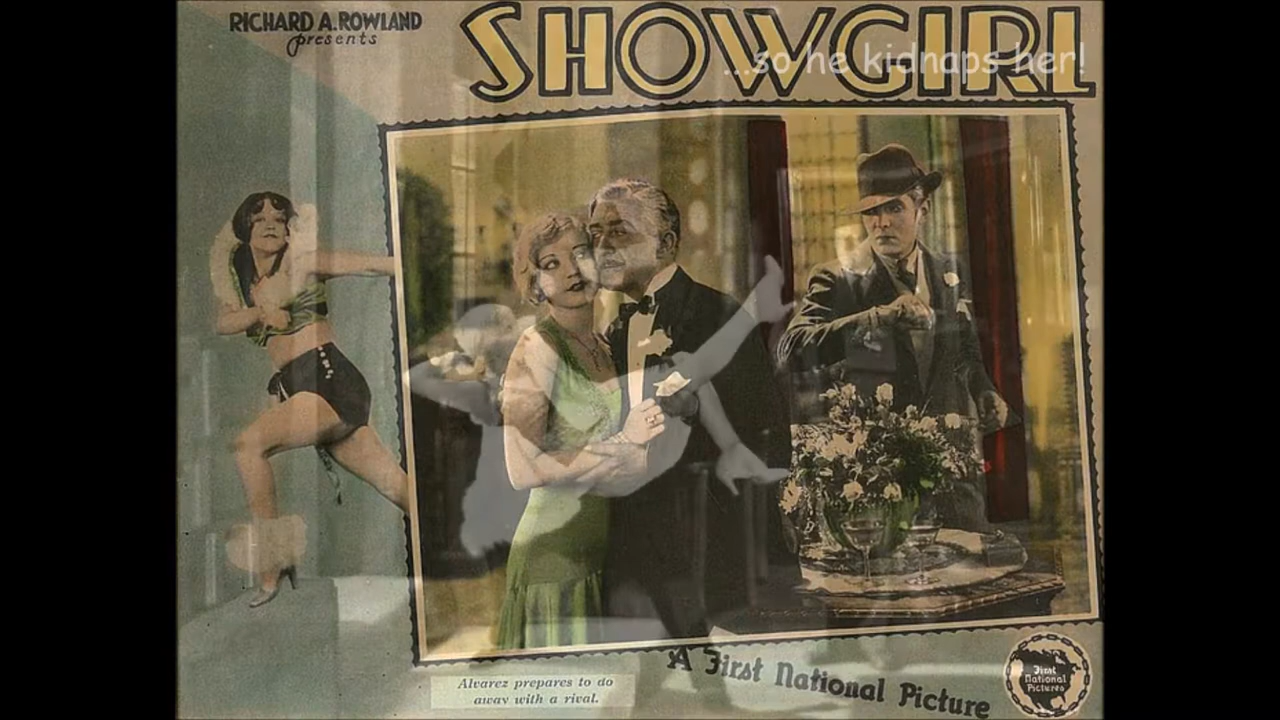 RICHARD A. ROWLAND
presents
SHOWGIRL
...so he kidnaps her!
Alvarez prepares to do
away with a rival.
A First National Picture
First
National
Pictures